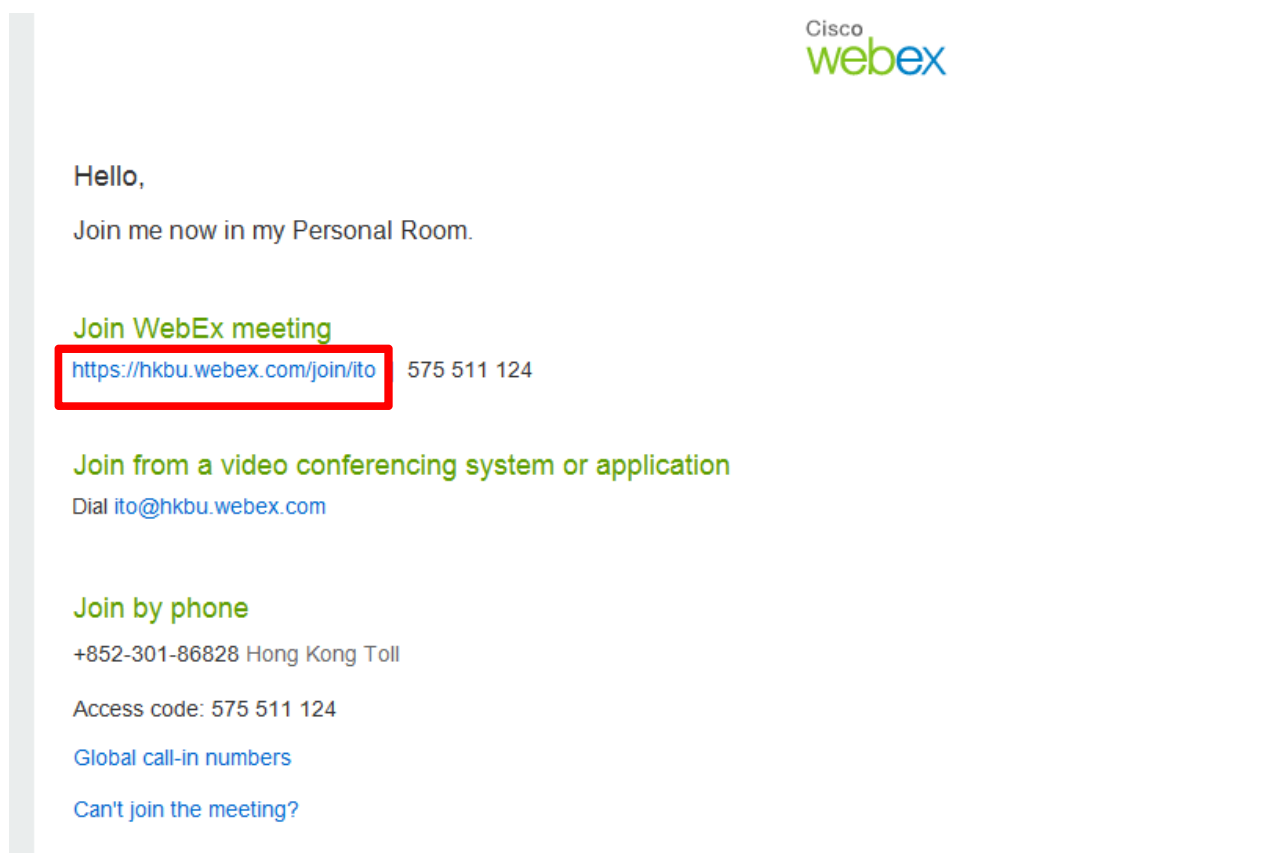 Cisco
webex
Hello,
Join me now in my Personal Room.
Join WebEx meeting
https://hkbu.webex.com/join/ito 575 511 124
Join from a video conferencing system or application
Dial ito@hkbu.webex.com
Join by phone
+852-301-86828 Hong Kong Toll
Access code: 575 511 124
Global call-in numbers
Can't join the meeting?